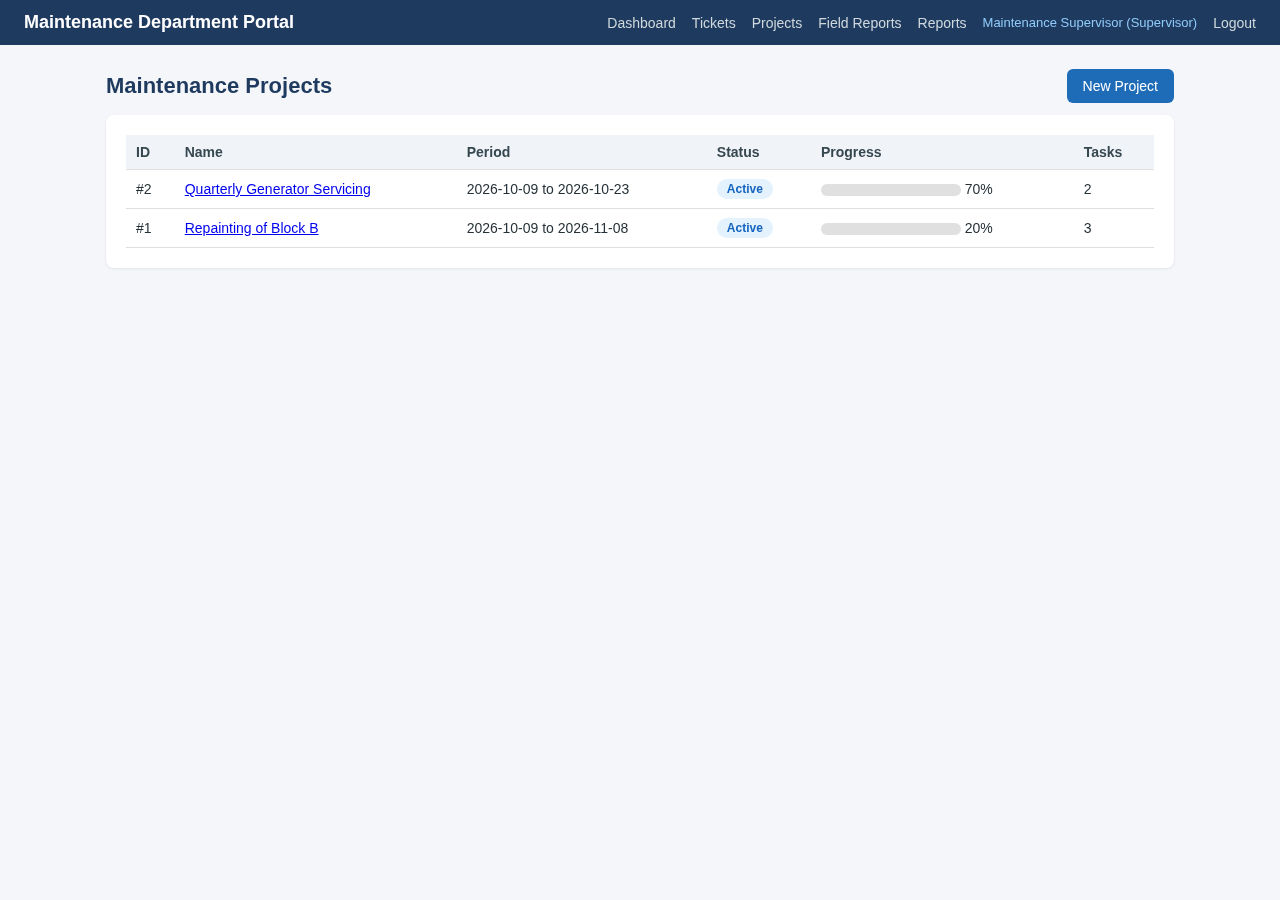 Maintenance Department Portal Dashboard Tickets Projects Field Reports Reports Maintenance Supervisor (Supervisor) Logout
Maintenance Projects New Project
ID Name Period Status Progress Tasks
#2 Quarterly Generator Servicing 2026-10-09 to 2026-10-23 Active 70% 2
#1 Repainting of Block B 2026-10-09 to 2026-11-08 Active 20% 3